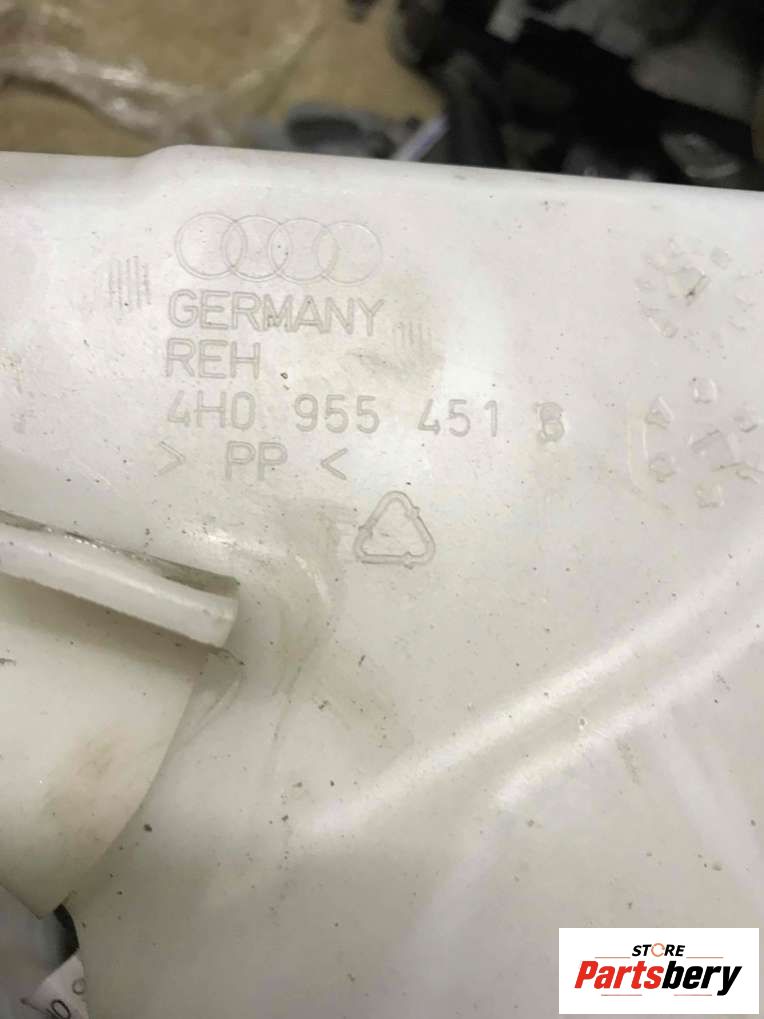 GERMANY
REH
4H0 955 451 B
> PP <
STORE
Partsbery